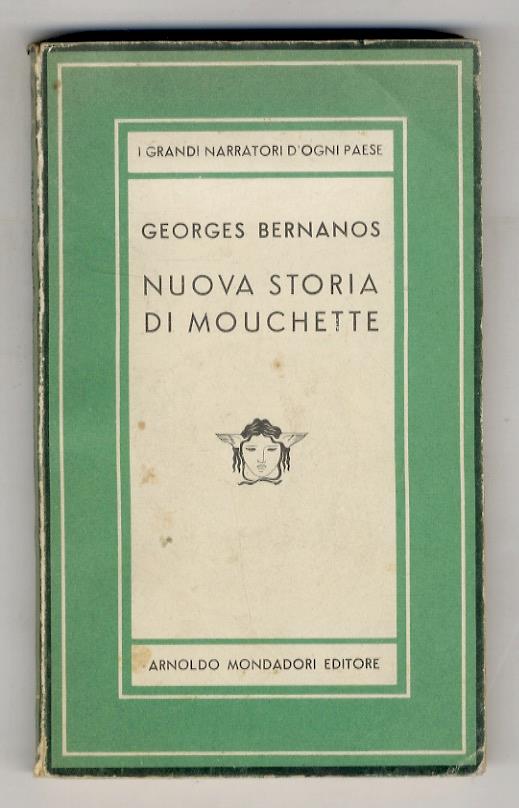 I GRANDI NARRATORI D'OGNI PAESE
GEORGES BERNANOS
NUOVA STORIA
DI MOUCHETTE
ARNOLDO MONDADORI EDITORE